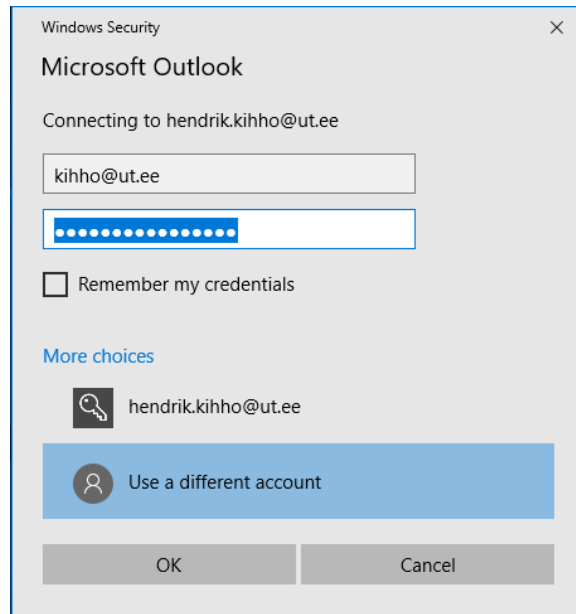 Windows Security
Microsoft Outlook
Connecting to hendrik.kihho@ut.ee
kihho@ut.ee
••••••••••••••••
Remember my credentials
More choices
hendrik.kihho@ut.ee
Use a different account
OK
Cancel